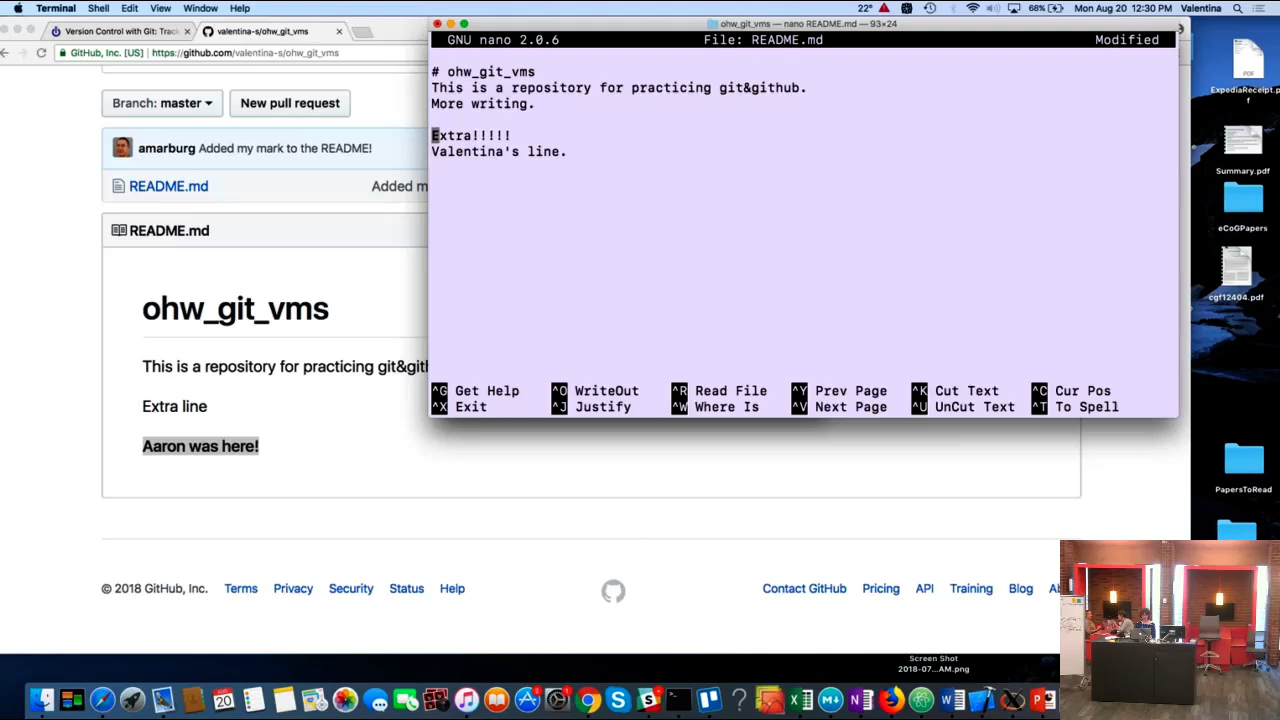 Terminal Shell Edit View Window Help
22° 68% Mon Aug 20 12:30 PM Valentina
Version Control with Git: Track
valentina-s/ohw_git_vms
GitHub, Inc. [US] https://github.com/valentina-s/ohw_git_vms
Branch: master
New pull request
amarburg Added my mark to the README!
README.md
Added m
README.md
ohw_git_vms
This is a repository for practicing git&gith
Extra line
Aaron was here!
© 2018 GitHub, Inc. Terms Privacy Security Status Help
Contact GitHub Pricing API Training Blog Ab
ohw_git_vms — nano README.md — 93×24
GNU nano 2.0.6 File: README.md Modified
# ohw_git_vms
This is a repository for practicing git&github.
More writing.
Extra!!!!!
Valentina's line.
^G Get Help ^O WriteOut ^R Read File ^Y Prev Page ^K Cut Text ^C Cur Pos
^X Exit ^J Justify ^W Where Is ^V Next Page ^U UnCut Text ^T To Spell
PDF
ExpediaReceipt.p
f
Summary.pdf
eCoGPapers
cgf12404.pdf
PapersToRead
Screen Shot
2018-07...AM.png